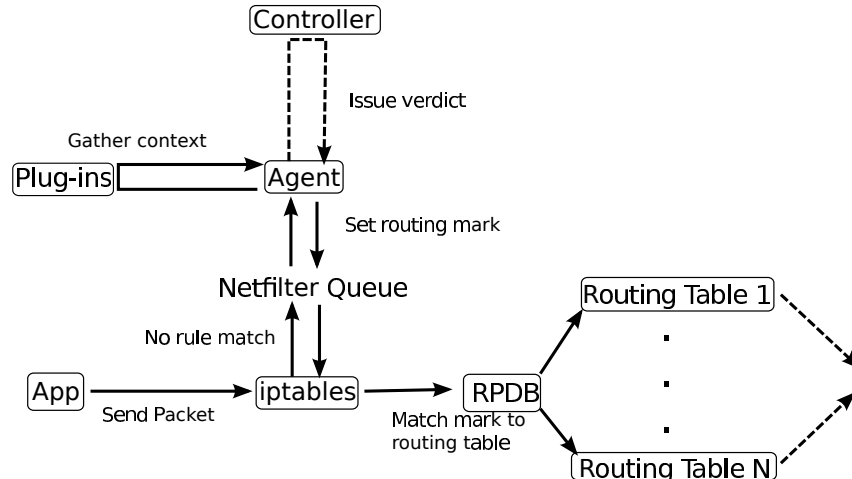 Controller
Issue verdict
Gather context
Plug-ins
Agent
Set routing mark
Netfilter Queue
Routing Table 1
No rule match
App
iptables
RPDB
Send Packet
Match mark to
routing table
Routing Table N